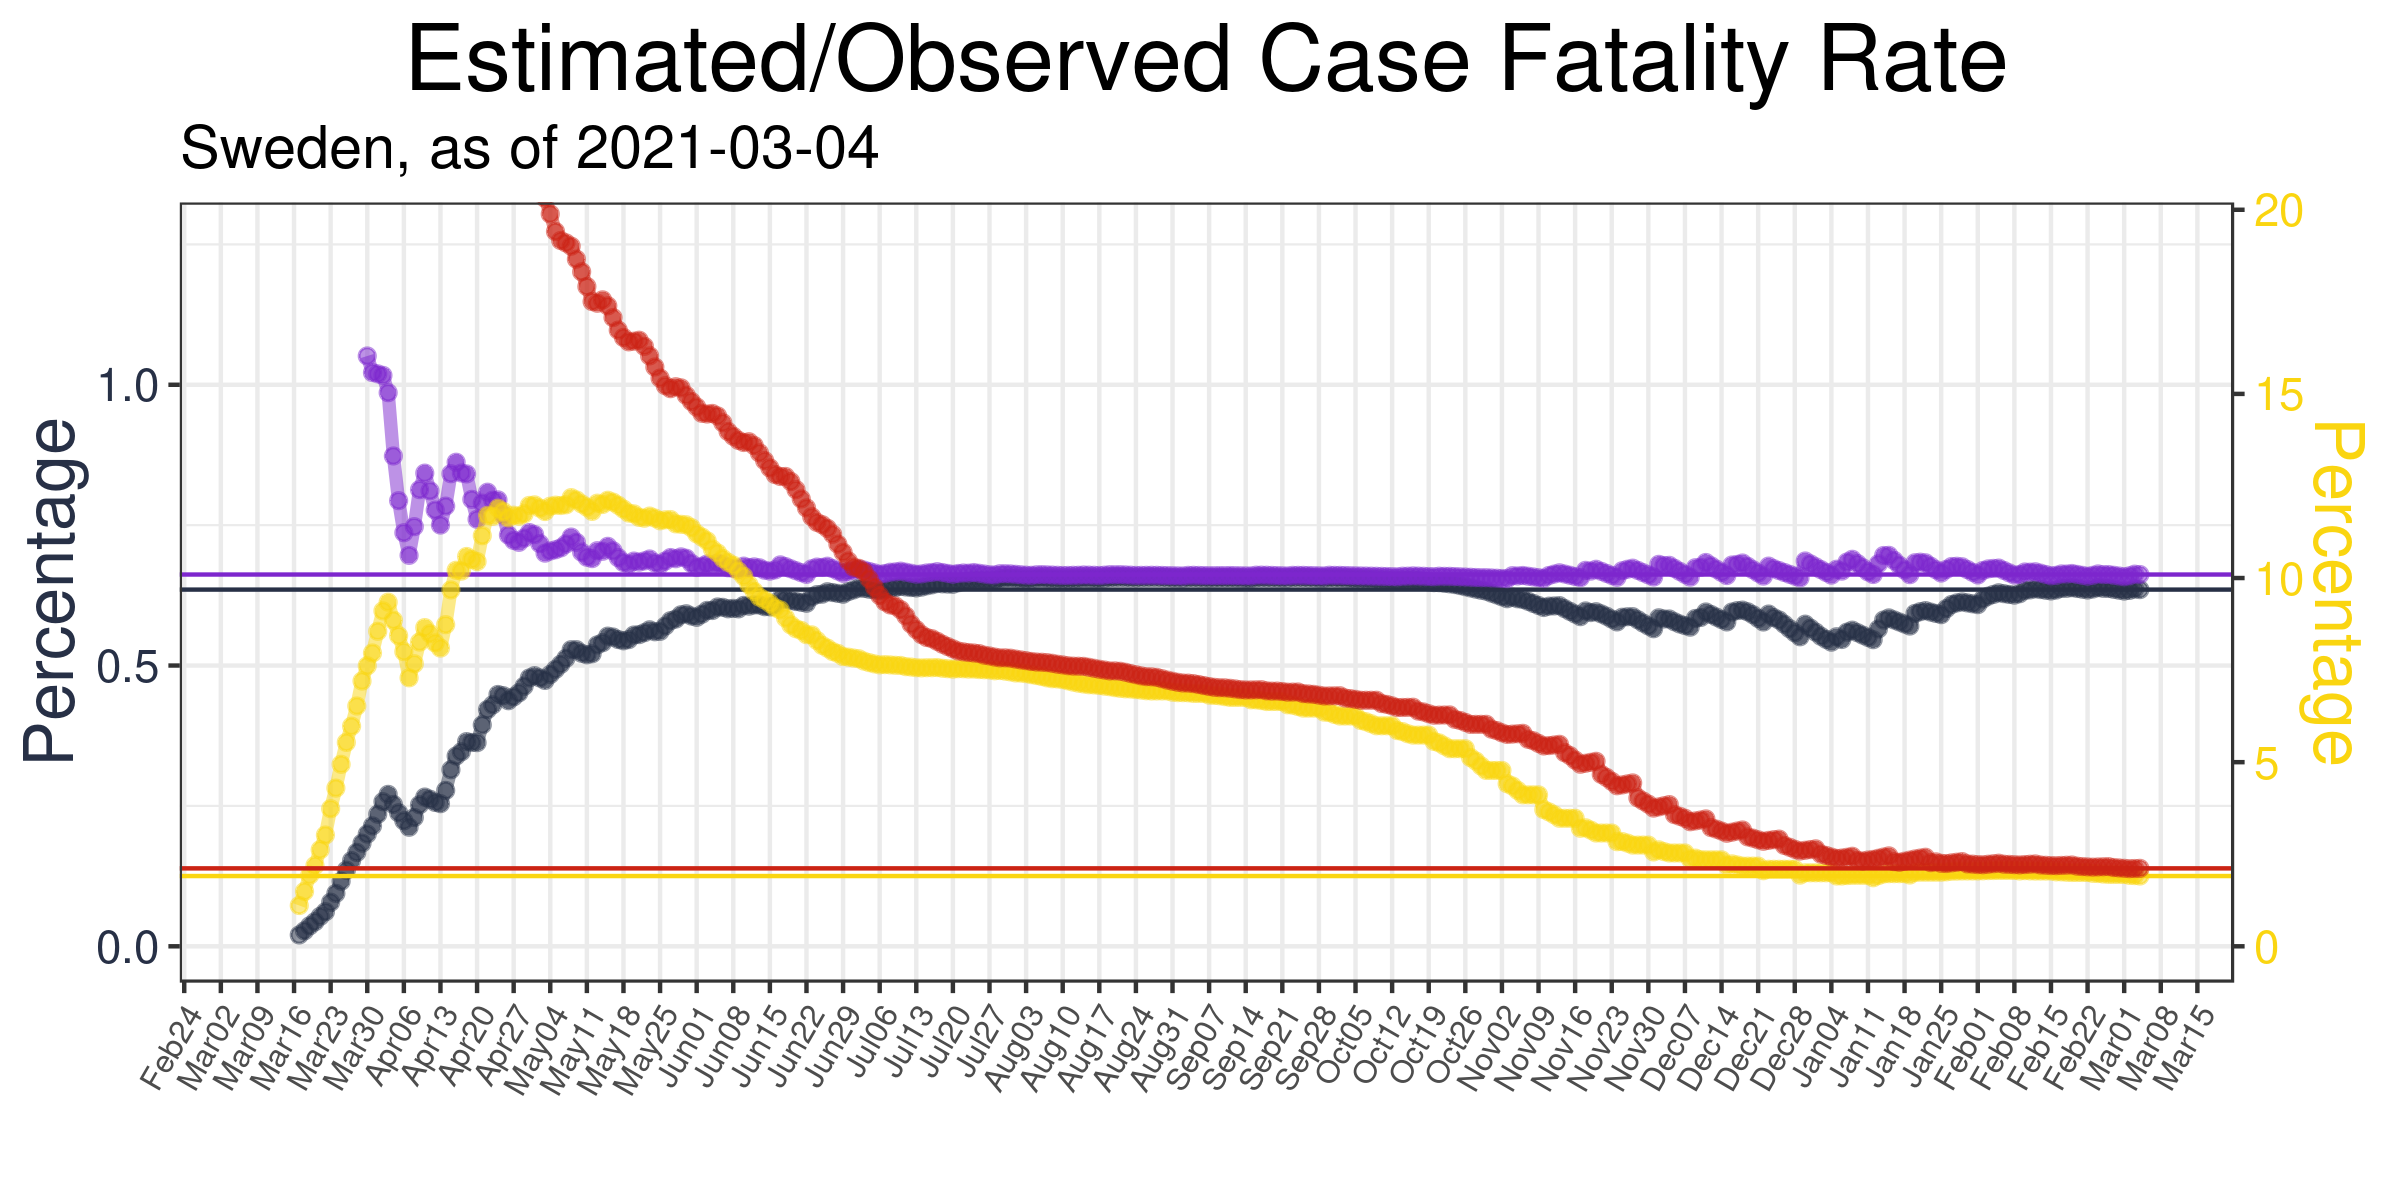 Estimated/Observed Case Fatality Rate
Sweden, as of 2021-03-04
Percentage
1.0
0.5
0.0
20
15
10
5
0
Percentage
Feb24 Mar02 Mar09 Mar16 Mar23 Mar30 Apr06 Apr13 Apr20 Apr27 May04 May11 May18 May25 Jun01 Jun08 Jun15 Jun22 Jun29 Jul06 Jul13 Jul20 Jul27 Aug03 Aug10 Aug17 Aug24 Aug31 Sep07 Sep14 Sep21 Sep28 Oct05 Oct12 Oct19 Oct26 Nov02 Nov09 Nov16 Nov23 Nov30 Dec07 Dec14 Dec21 Dec28 Jan04 Jan11 Jan18 Jan25 Feb01 Feb08 Feb15 Feb22 Mar01 Mar08 Mar15